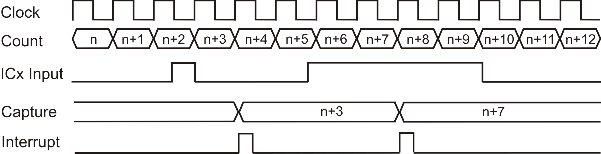 Clock
Count n n+1 n+2 n+3 n+4 n+5 n+6 n+7 n+8 n+9 n+10 n+11 n+12
ICx Input
Capture n+3 n+7
Interrupt